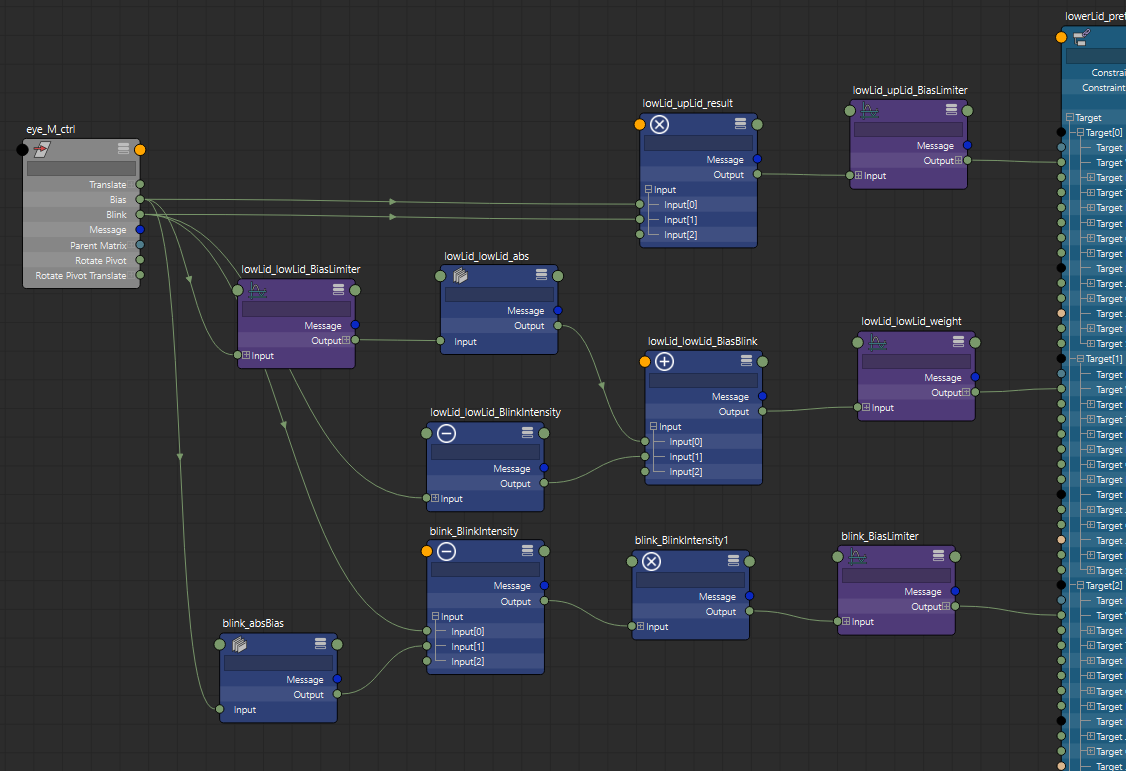 lowerLid_pret
Constrai
Constraint
Target
Target[0]
Target
Target
Target
Target
Target
Target
Target
Target
Target
Target
Target .
Target
Target
Target[1]
Target
Target
Target
Target
Target
Target
Target
Target
Target
Target .
Target
Target .
Target
Target
Target[2]
Target
Target
Target
Target
Target
Target
Target
Target
Target
Target .
Target
Target .
eye_M_ctrl
Translate
Bias
Blink
Message
Parent Matrix
Rotate Pivot
Rotate Pivot Translate
lowLid_upLid_result
Message
Output
Input
Input[0]
Input[1]
Input[2]
lowLid_upLid_BiasLimiter
Message
Output
Input
lowLid_lowLid_BiasLimiter
Message
Output
Input
lowLid_lowLid_abs
Message
Output
Input
lowLid_lowLid_BiasBlink
Message
Output
Input
Input[0]
Input[1]
Input[2]
lowLid_lowLid_weight
Message
Output
Input
lowLid_lowLid_BlinkIntensity
Message
Output
Input
blink_BlinkIntensity
Message
Output
Input
Input[0]
Input[1]
Input[2]
blink_BlinkIntensity1
Message
Output
Input
blink_BiasLimiter
Message
Output
Input
blink_absBias
Message
Output
Input